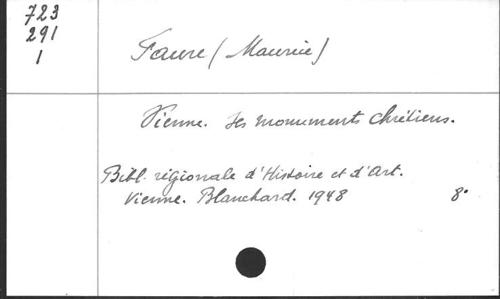 723
291
1
Faure (Maurice)
Vienne. Ses monuments chrétiens.
Bibl. régionale d'Histoire et d'Art.
Vienne. Blanchard. 1948 8°